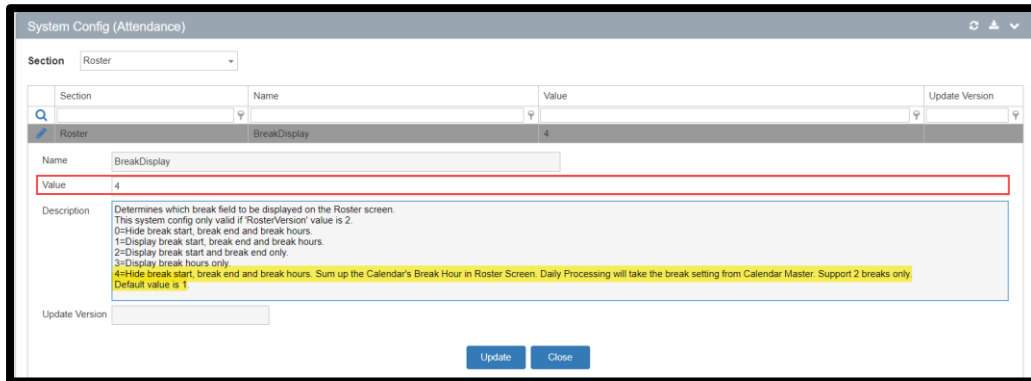 System Config (Attendance)
Section Roster
Section Name Value Update Version
Roster BreakDisplay 4
Name BreakDisplay
Value 4
Description Determines which break field to be displayed on the Roster screen.
This system config only valid if 'RosterVersion' value is 2.
0=Hide break start, break end and break hours.
1=Display break start, break end and break hours.
2=Display break start and break end only.
3=Display break hours only.
4=Hide break start, break end and break hours. Sum up the Calendar's Break Hour in Roster Screen. Daily Processing will take the break setting from Calendar Master. Support 2 breaks only.
Default value is 1.
Update Version
Update Close